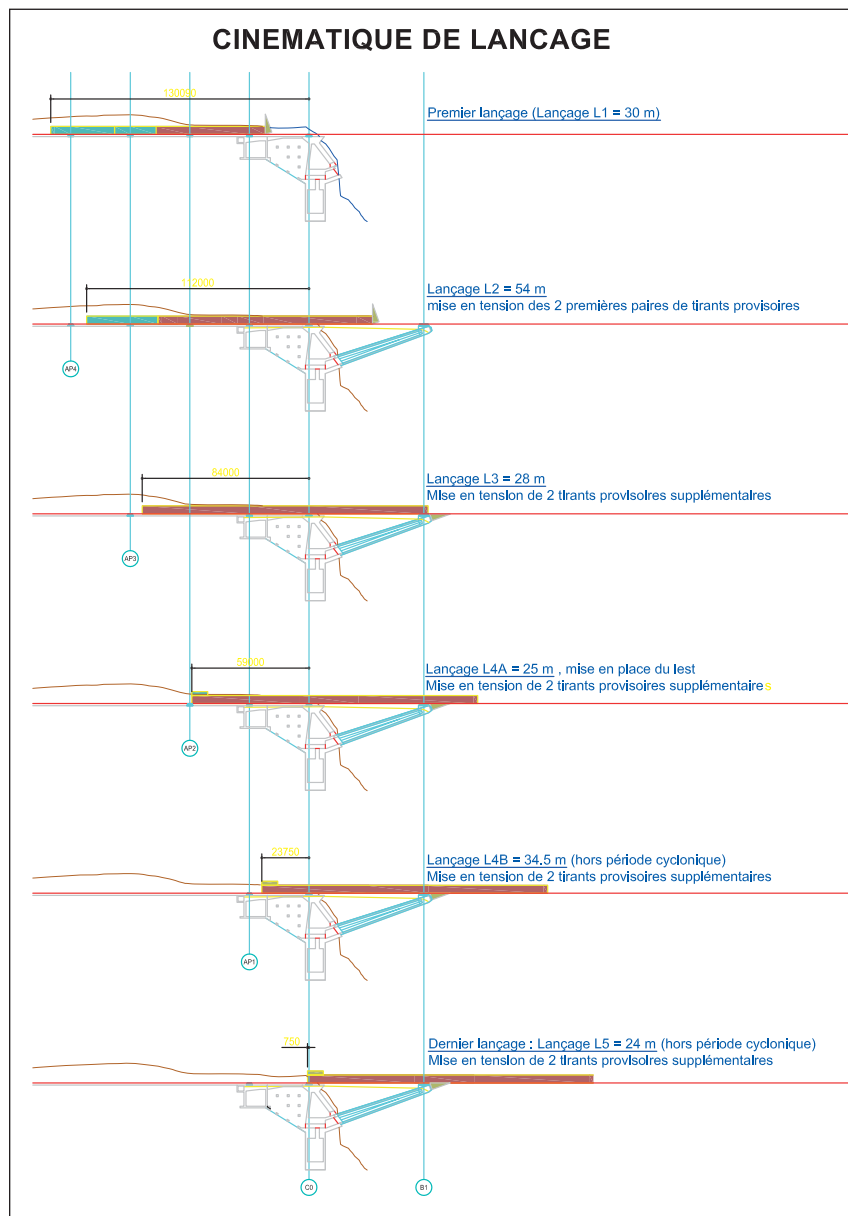 CINEMATIQUE DE LANCAGE
130000
Premier lançage (Lançage L1 = 30 m)
112000
Lançage L2 = 54 m
mise en tension des 2 premières paires de tirants provisoires
AP4
84000
Lançage L3 = 28 m
Mise en tension de 2 tirants provisoires supplémentaires
AP3
59000
Lançage L4A = 25 m , mise en place du lest
Mise en tension de 2 tirants provisoires supplémentaires
AP2
23750
Lançage L4B = 34.5 m (hors période cyclonique)
Mise en tension de 2 tirants provisoires supplémentaires
AP1
750
Dernier lançage : Lançage L5 = 24 m (hors période cyclonique)
Mise en tension de 2 tirants provisoires supplémentaires
C0
B1